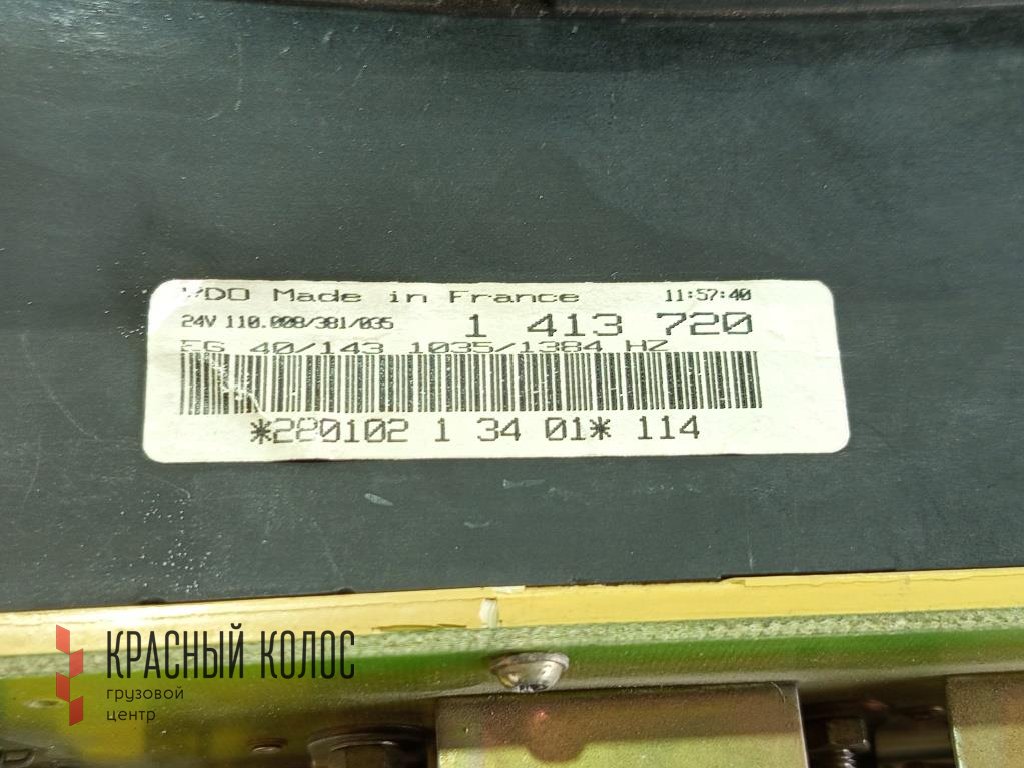 VDO Made in France 11:57:40
24V 110.008/381/035 1 413 720
EG 40/143 1035/1384 HZ
*280102 1 34 01* 114
КРАСНЫЙ КОЛОС
грузовой
центр